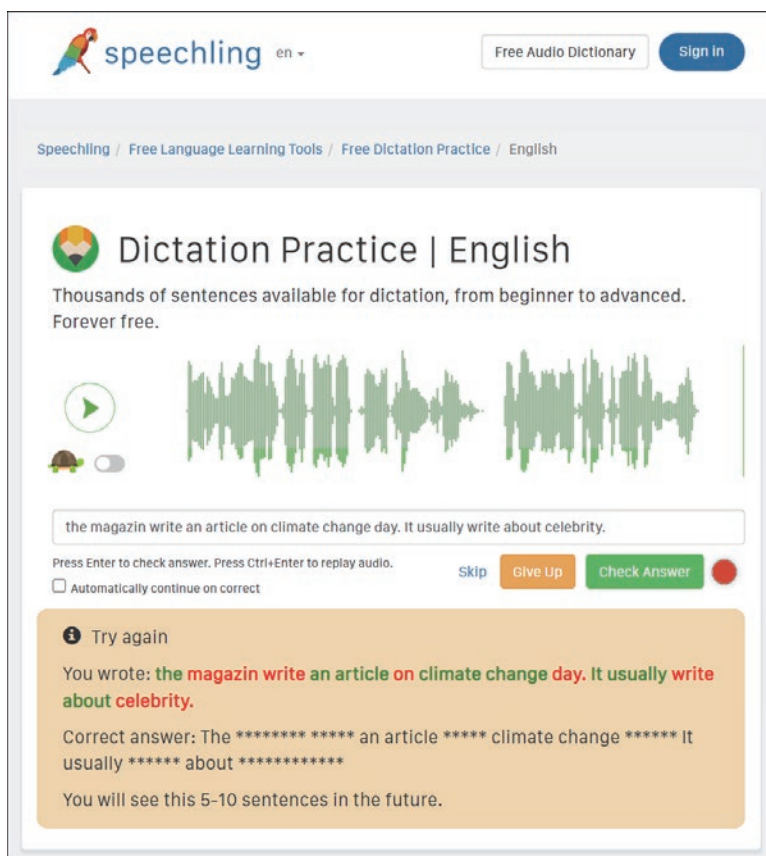 speechling en Free Audio Dictionary Sign in
Speechling / Free Language Learning Tools / Free Dictation Practice / English
Dictation Practice | English
Thousands of sentences available for dictation, from beginner to advanced.
Forever free.
the magazin write an article on climate change day. It usually write about celebrity.
Press Enter to check answer. Press Ctrl+Enter to replay audio.
Automatically continue on correct
Skip Give Up Check Answer
Try again
You wrote: the magazin write an article on climate change day. It usually write
about celebrity.
Correct answer: The ******** ***** an article ***** climate change ****** It
usually ****** about ************
You will see this 5-10 sentences in the future.